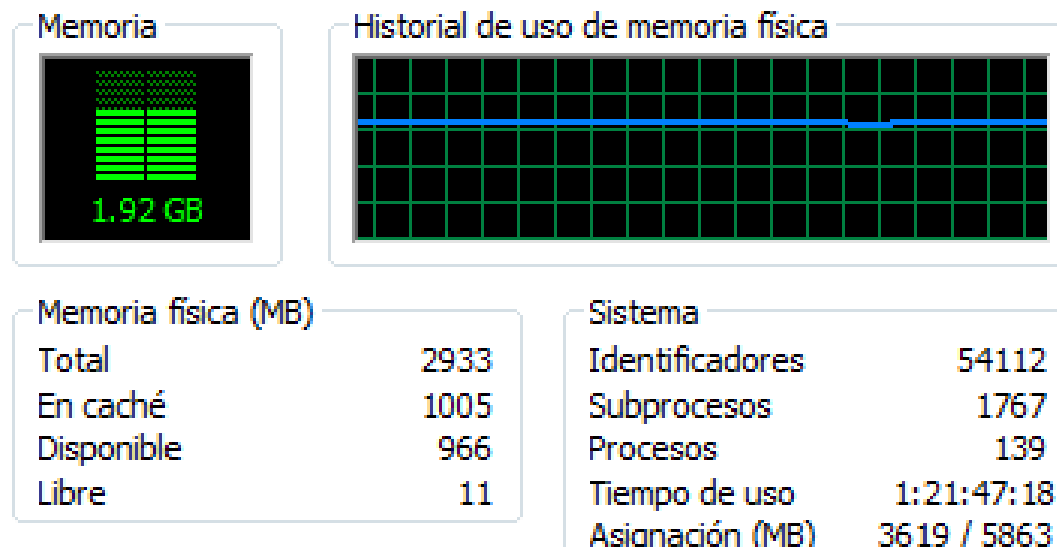 Memoria
Historial de uso de memoria física
1.92 GB
Memoria física (MB)
Total 2933
En caché 1005
Disponible 966
Libre 11
Sistema
Identificadores 54112
Subprocesos 1767
Procesos 139
Tiempo de uso 1:21:47:18
Asignación (MB) 3619 / 5863